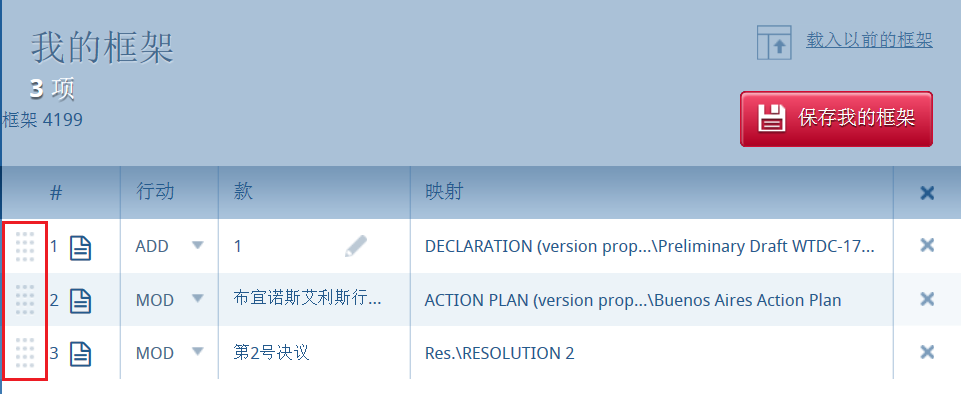 我的框架
3 项
框架 4199
载入以前的框架
保存我的框架
# 行动 款 映射
1 ADD 1 DECLARATION (version prop...\Preliminary Draft WTDC-17...
2 MOD 布宜诺斯艾利斯行... ACTION PLAN (version prop...\Buenos Aires Action Plan
3 MOD 第2号决议 Res.\RESOLUTION 2